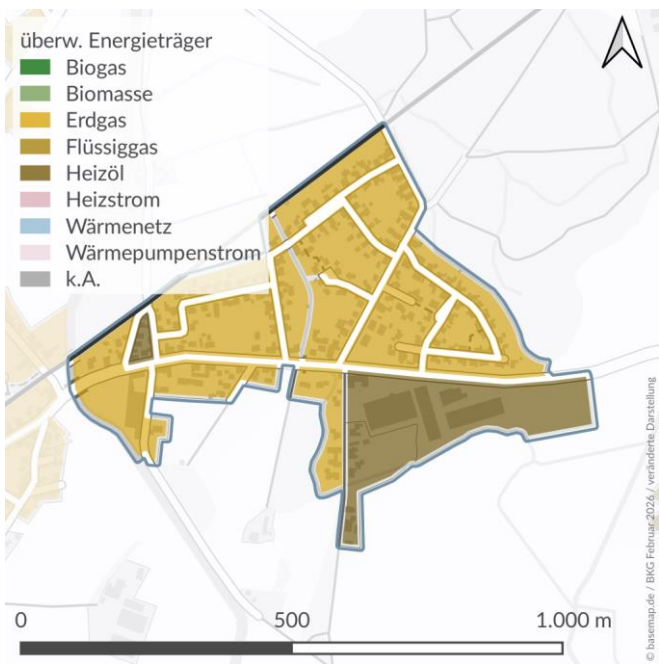 überw. Energieträger
Biogas
Biomasse
Erdgas
Flüssiggas
Heizöl
Heizstrom
Wärmenetz
Wärmepumpenstrom
k.A.
© basemap.de / BKG Februar 2026 / veränderte Darstellung
0 500 1.000 m